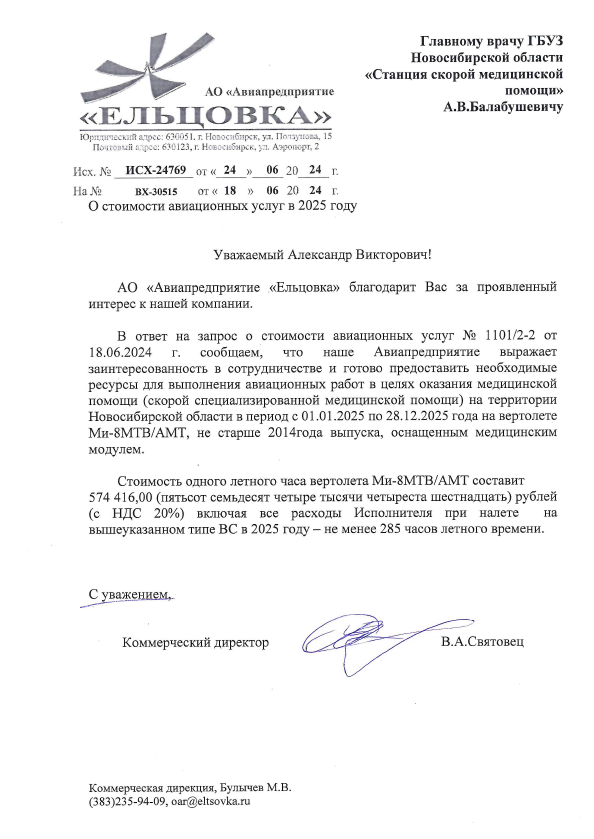 АО «Авиапредприятие
«ЕЛЬЦОВКА»
Юридический адрес: 630051, г. Новосибирск, ул. Ползунова, 15
Почтовый адрес: 630123, г. Новосибирск, ул. Аэропорт, 2
Главному врачу ГБУЗ
Новосибирской области
«Станция скорой медицинской
помощи»
А.В.Балабушевичу
Исх. № ИСХ-24769 от « 24 » 06 20 24 г.
На № ВХ-30515 от « 18 » 06 20 24 г.
О стоимости авиационных услуг в 2025 году
Уважаемый Александр Викторович!
АО «Авиапредприятие «Ельцовка» благодарит Вас за проявленный
интерес к нашей компании.
В ответ на запрос о стоимости авиационных услуг № 1101/2-2 от
18.06.2024 г. сообщаем, что наше Авиапредприятие выражает
заинтересованность в сотрудничестве и готово предоставить необходимые
ресурсы для выполнения авиационных работ в целях оказания медицинской
помощи (скорой специализированной медицинской помощи) на территории
Новосибирской области в период с 01.01.2025 по 28.12.2025 года на вертолете
Ми-8МТВ/АМТ, не старше 2014года выпуска, оснащенным медицинским
модулем.
Стоимость одного летного часа вертолета Ми-8МТВ/АМТ составит
574 416,00 (пятьсот семьдесят четыре тысячи четыреста шестнадцать) рублей
(с НДС 20%) включая все расходы Исполнителя при налете на
вышеуказанном типе ВС в 2025 году – не менее 285 часов летного времени.
С уважением,
Коммерческий директор В.А.Святовец
Коммерческая дирекция, Булычев М.В.
(383)235-94-09, oar@eltsovka.ru